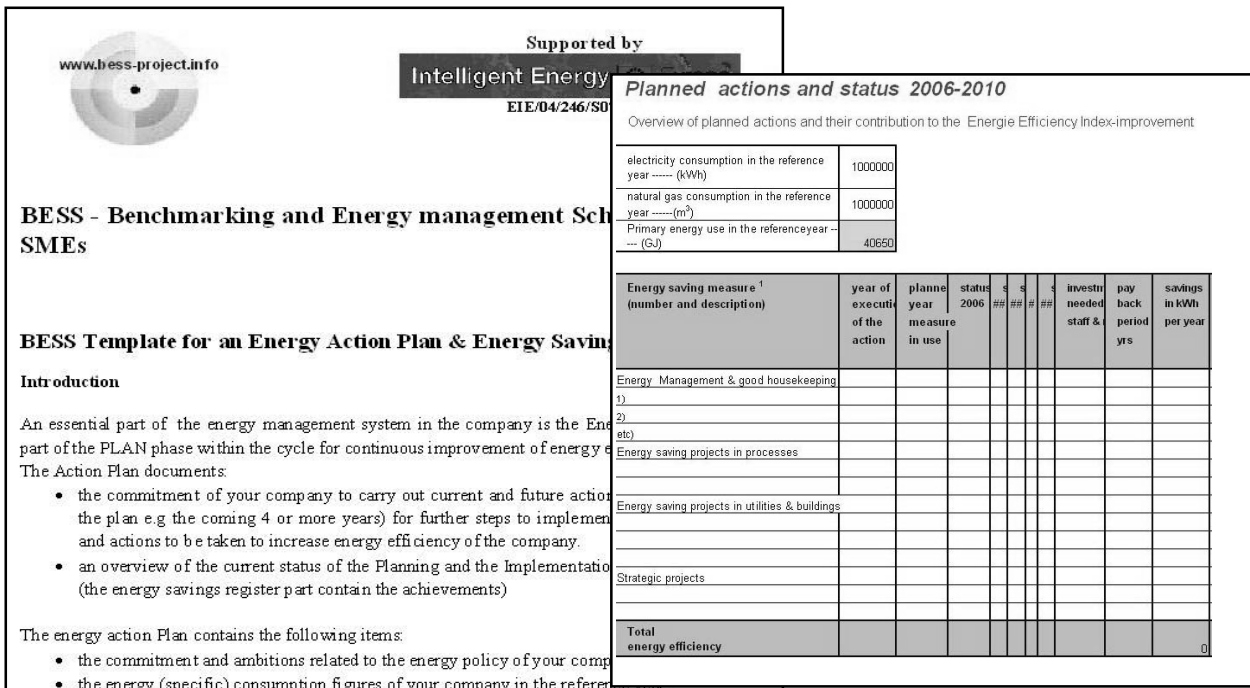 www.bess-project.info
Supported by
Intelligent Energy
EIE/04/246/S07
BESS - Benchmarking and Energy management Sch
SMEs
BESS Template for an Energy Action Plan & Energy Saving
Introduction
An essential part of the energy management system in the company is the Ene
part of the PLAN phase within the cycle for continuous improvement of energy e
The Action Plan documents:
• the commitment of your company to carry out current and future action
the plan e.g the coming 4 or more years) for further steps to implemen
and actions to be taken to increase energy efficiency of the company.
• an overview of the current status of the Planning and the Implementatio
(the energy savings register part contain the achievements)
The energy action Plan contains the following items:
• the commitment and ambitions related to the energy policy of your comp
• the energy (specific) consumption figures of your company in the referen
Planned actions and status 2006-2010
Overview of planned actions and their contribution to the Energie Efficiency Index-improvement
electricity consumption in the reference
year ------ (kWh) 1000000
natural gas consumption in the reference
year ------(m³) 1000000
Primary energy use in the referenceyear --
--- (GJ) 40650
Energy saving measure ¹ year of planne status s s s investm pay savings
(number and description) executio year 2006 ## ## # ## needed back in kWh
of the measure staff & period per year
action in use yrs
Energy Management & good housekeeping
1)
2)
etc)
Energy saving projects in processes
Energy saving projects in utilities & buildings
Strategic projects
Total
energy efficiency 0